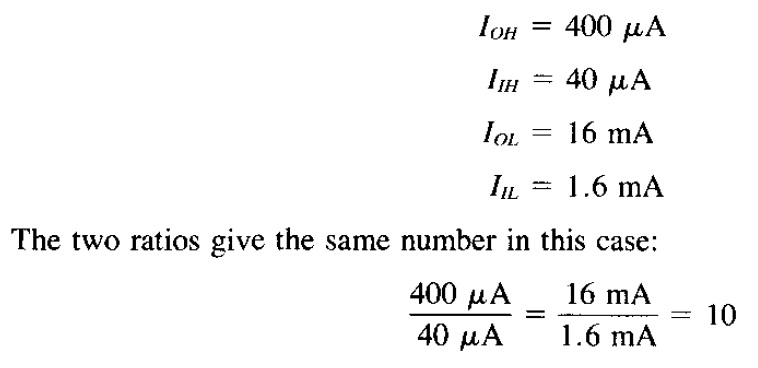 I_OH = 400 μA
I_IH = 40 μA
I_OL = 16 mA
I_IL = 1.6 mA
The two ratios give the same number in this case:
400 μA / 40 μA = 16 mA / 1.6 mA = 10